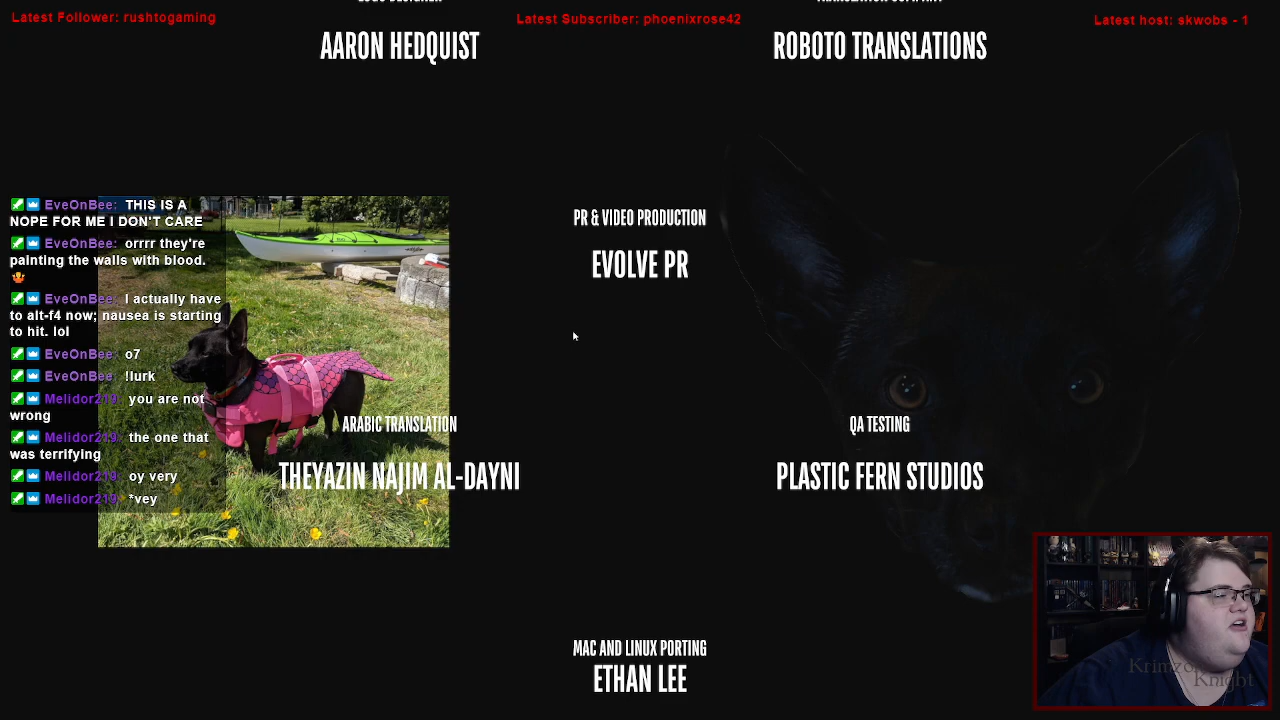 Latest Follower: rushtogaming
Latest Subscriber: phoenixrose42
Latest host: skwobs - 1
AARON HEDQUIST
ROBOTO TRANSLATIONS
EveOnBee: THIS IS A
NOPE FOR ME I DON'T CARE
EveOnBee: orrrr they're
painting the walls with blood.
EveOnBee: I actually have
to alt-f4 now; nausea is starting
to hit. lol
EveOnBee: o7
EveOnBee: !lurk
Melidor219: you are not
wrong
Melidor219: the one that
was terrifying
Melidor219: oy very
Melidor219: *vey
PR & VIDEO PRODUCTION
EVOLVE PR
ARABIC TRANSLATION
THEYAZIN NAJIM AL-DAYNI
QA TESTING
PLASTIC FERN STUDIOS
MAC AND LINUX PORTING
ETHAN LEE
Knight